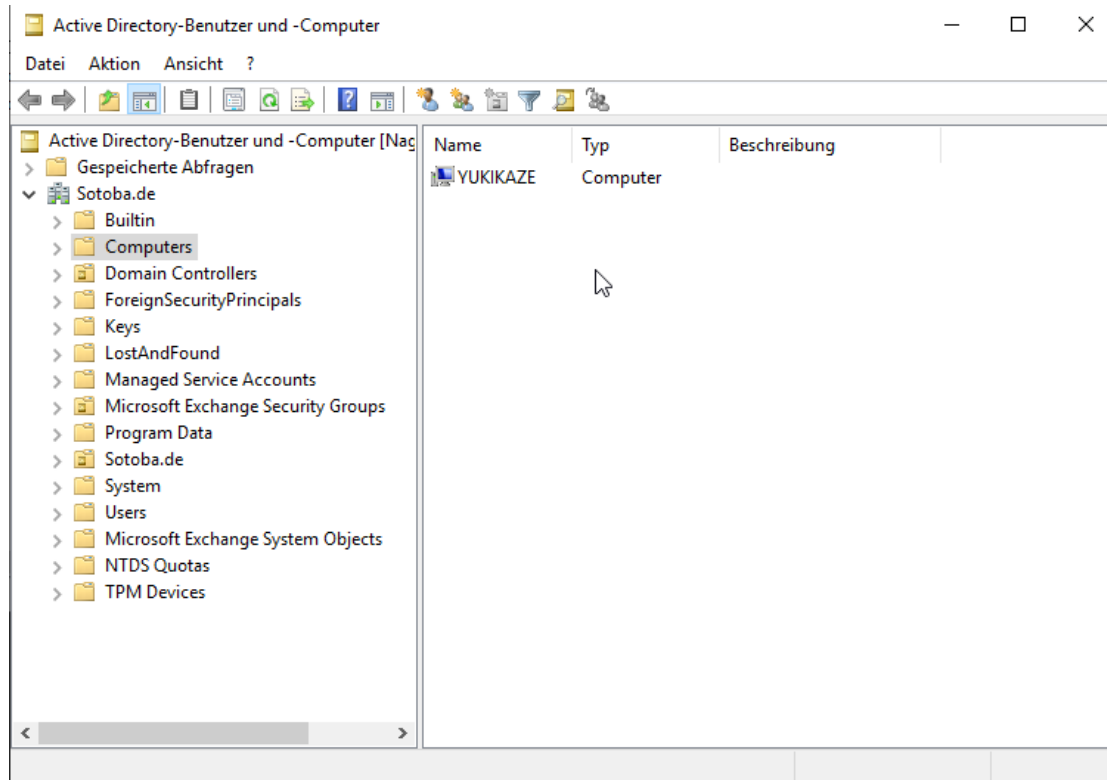 Active Directory-Benutzer und -Computer
Datei Aktion Ansicht ?
Active Directory-Benutzer und -Computer [Nag
Gespeicherte Abfragen
Sotoba.de
Builtin
Computers
Domain Controllers
ForeignSecurityPrincipals
Keys
LostAndFound
Managed Service Accounts
Microsoft Exchange Security Groups
Program Data
Sotoba.de
System
Users
Microsoft Exchange System Objects
NTDS Quotas
TPM Devices
Name Typ Beschreibung
YUKIKAZE Computer